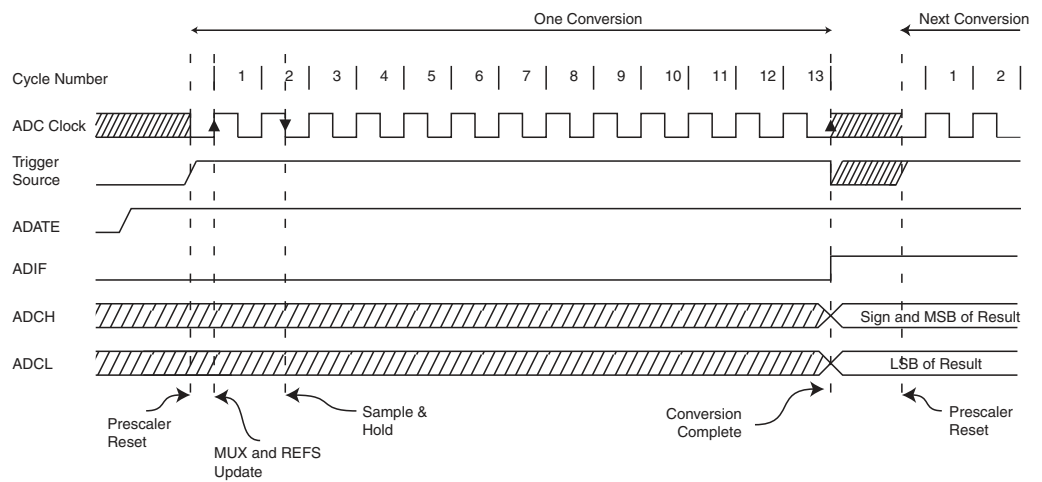 One Conversion
Next Conversion
Cycle Number
1 2 3 4 5 6 7 8 9 10 11 12 13 1 2
ADC Clock
Trigger
Source
ADATE
ADIF
ADCH
Sign and MSB of Result
ADCL
LSB of Result
Prescaler
Reset
MUX and REFS
Update
Sample &
Hold
Conversion
Complete
Prescaler
Reset